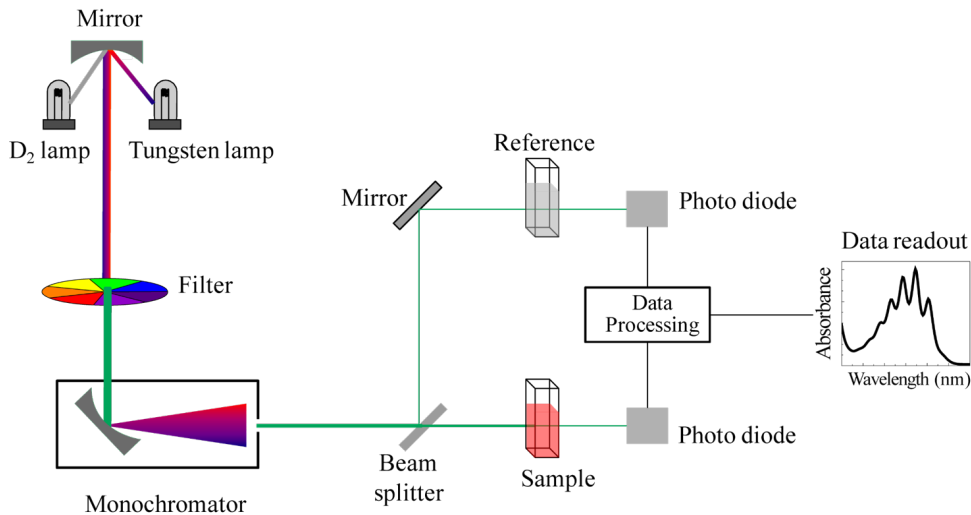 Mirror
D₂ lamp
Tungsten lamp
Filter
Monochromator
Mirror
Beam
splitter
Reference
Sample
Photo diode
Data
Processing
Photo diode
Data readout
Absorbance
Wavelength (nm)